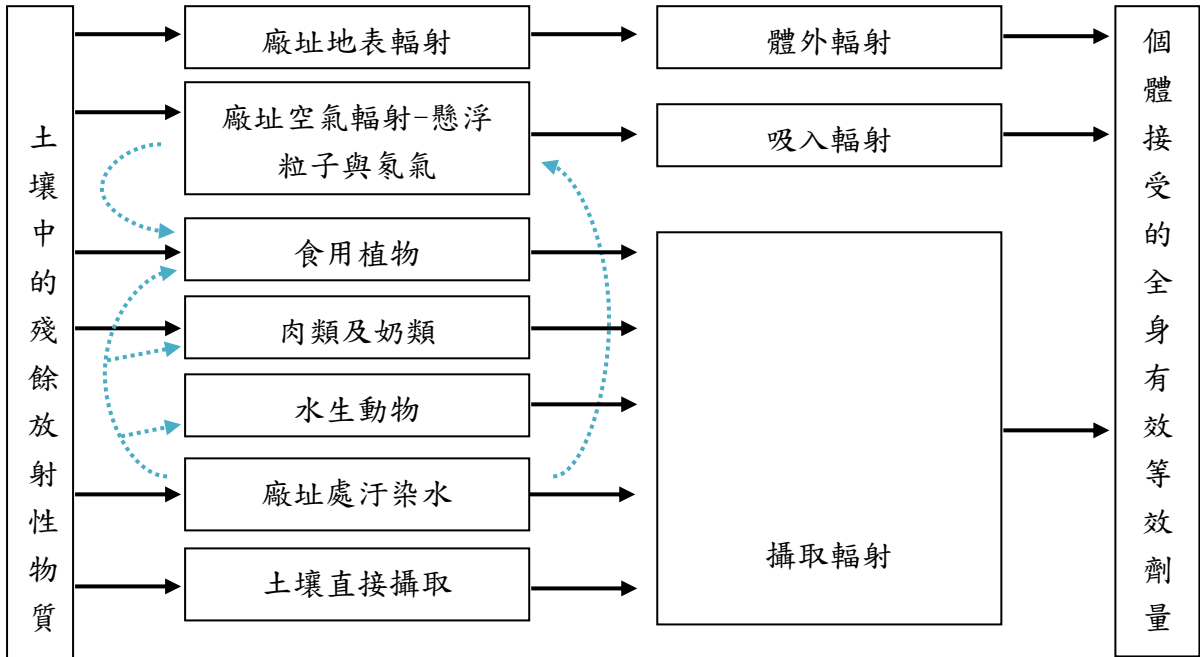 土壤中的殘餘放射性物質
廠址地表輻射
體外輻射
廠址空氣輻射-懸浮
粒子與氡氣
吸入輻射
食用植物
肉類及奶類
水生動物
廠址處汙染水
土壤直接攝取
攝取輻射
個體接受的全身有效等效劑量